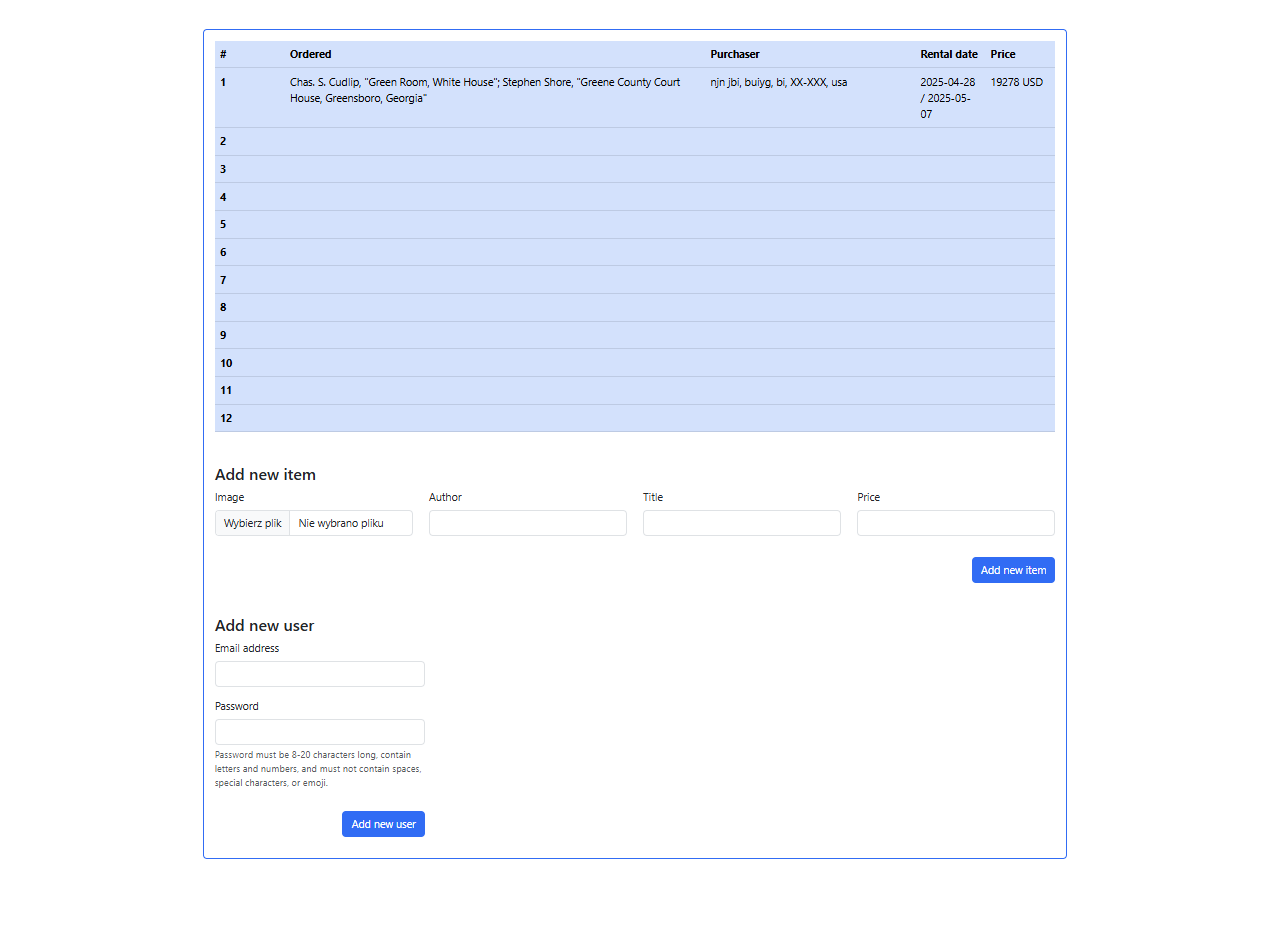 # Ordered Purchaser Rental date Price
1 Chas. S. Cudlip, "Green Room, White House"; Stephen Shore, "Greene County Court njn jbi, buiyg, bi, XX-XXX, usa 2025-04-28 19278 USD
House, Greensboro, Georgia" / 2025-05-
07
2
3
4
5
6
7
8
9
10
11
12
Add new item
Image Author Title Price
Wybierz plik Nie wybrano pliku
Add new item
Add new user
Email address
Password
Password must be 8-20 characters long, contain
letters and numbers, and must not contain spaces,
special characters, or emoji.
Add new user